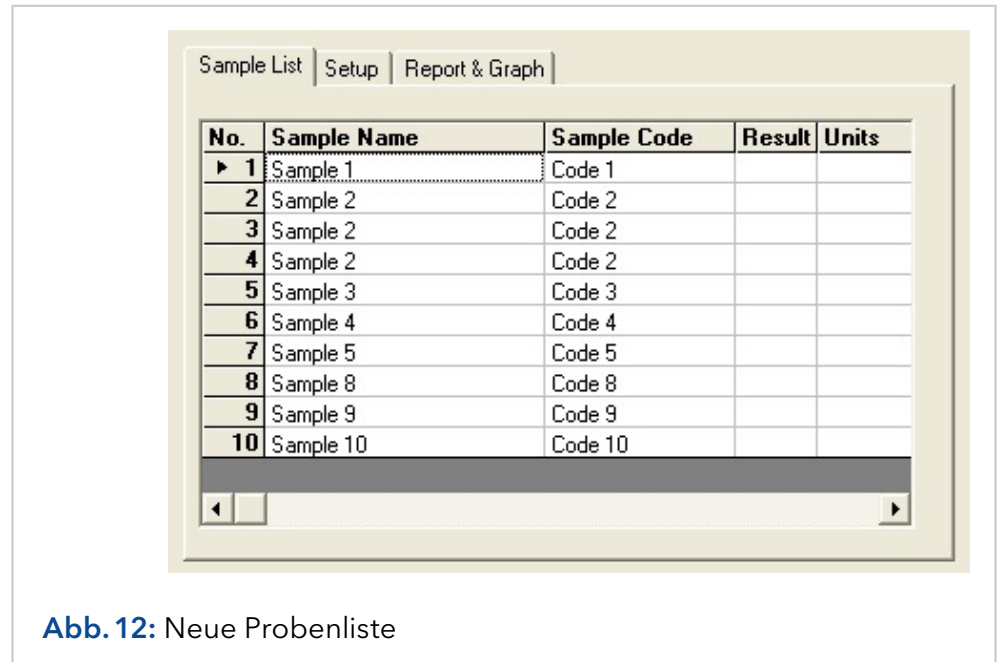 Sample List Setup Report & Graph
No. Sample Name Sample Code Result Units
1 Sample 1 Code 1
2 Sample 2 Code 2
3 Sample 2 Code 2
4 Sample 2 Code 2
5 Sample 3 Code 3
6 Sample 4 Code 4
7 Sample 5 Code 5
8 Sample 8 Code 8
9 Sample 9 Code 9
10 Sample 10 Code 10
Abb. 12: Neue Probenliste